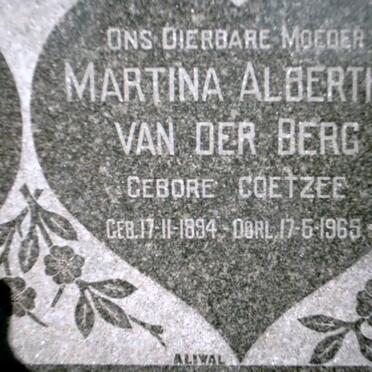 ONS DIERBARE MOEDER
MARTINA
VAN DER BERG
GEBORE COETZEE
GEB. 17-11-1894 - OORL. 17-6-1965
ALIWAL